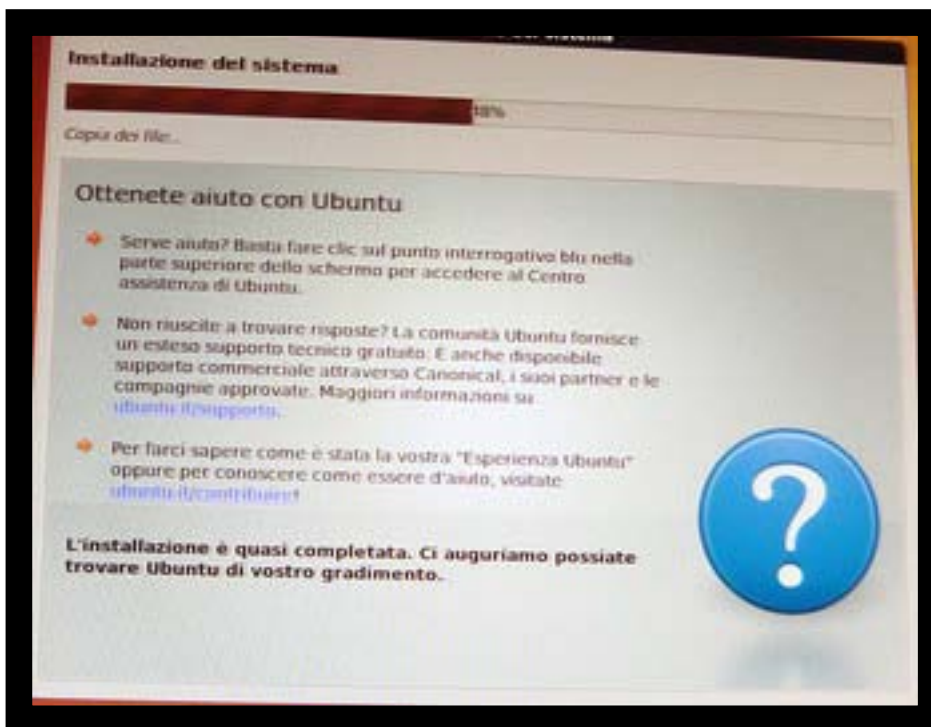 sistema
Installazione del sistema
48%
Copia dei file...
Ottenete aiuto con Ubuntu
Serve aiuto? Basta fare clic sul punto interrogativo blu nella
parte superiore dello schermo per accedere al Centro
assistenza di Ubuntu.
Non riuscite a trovare risposte? La comunità Ubuntu fornisce
un esteso supporto tecnico gratuito. È anche disponibile
supporto commerciale attraverso Canonical, i suoi partner e le
compagnie approvate. Maggiori informazioni su
ubuntu.it/supporto.
Per farci sapere come è stata la vostra "Esperienza Ubuntu"
oppure per conoscere come essere d'aiuto, visitate
ubuntu.it/contribuire!
L'installazione è quasi completata. Ci auguriamo possiate
trovare Ubuntu di vostro gradimento.
?